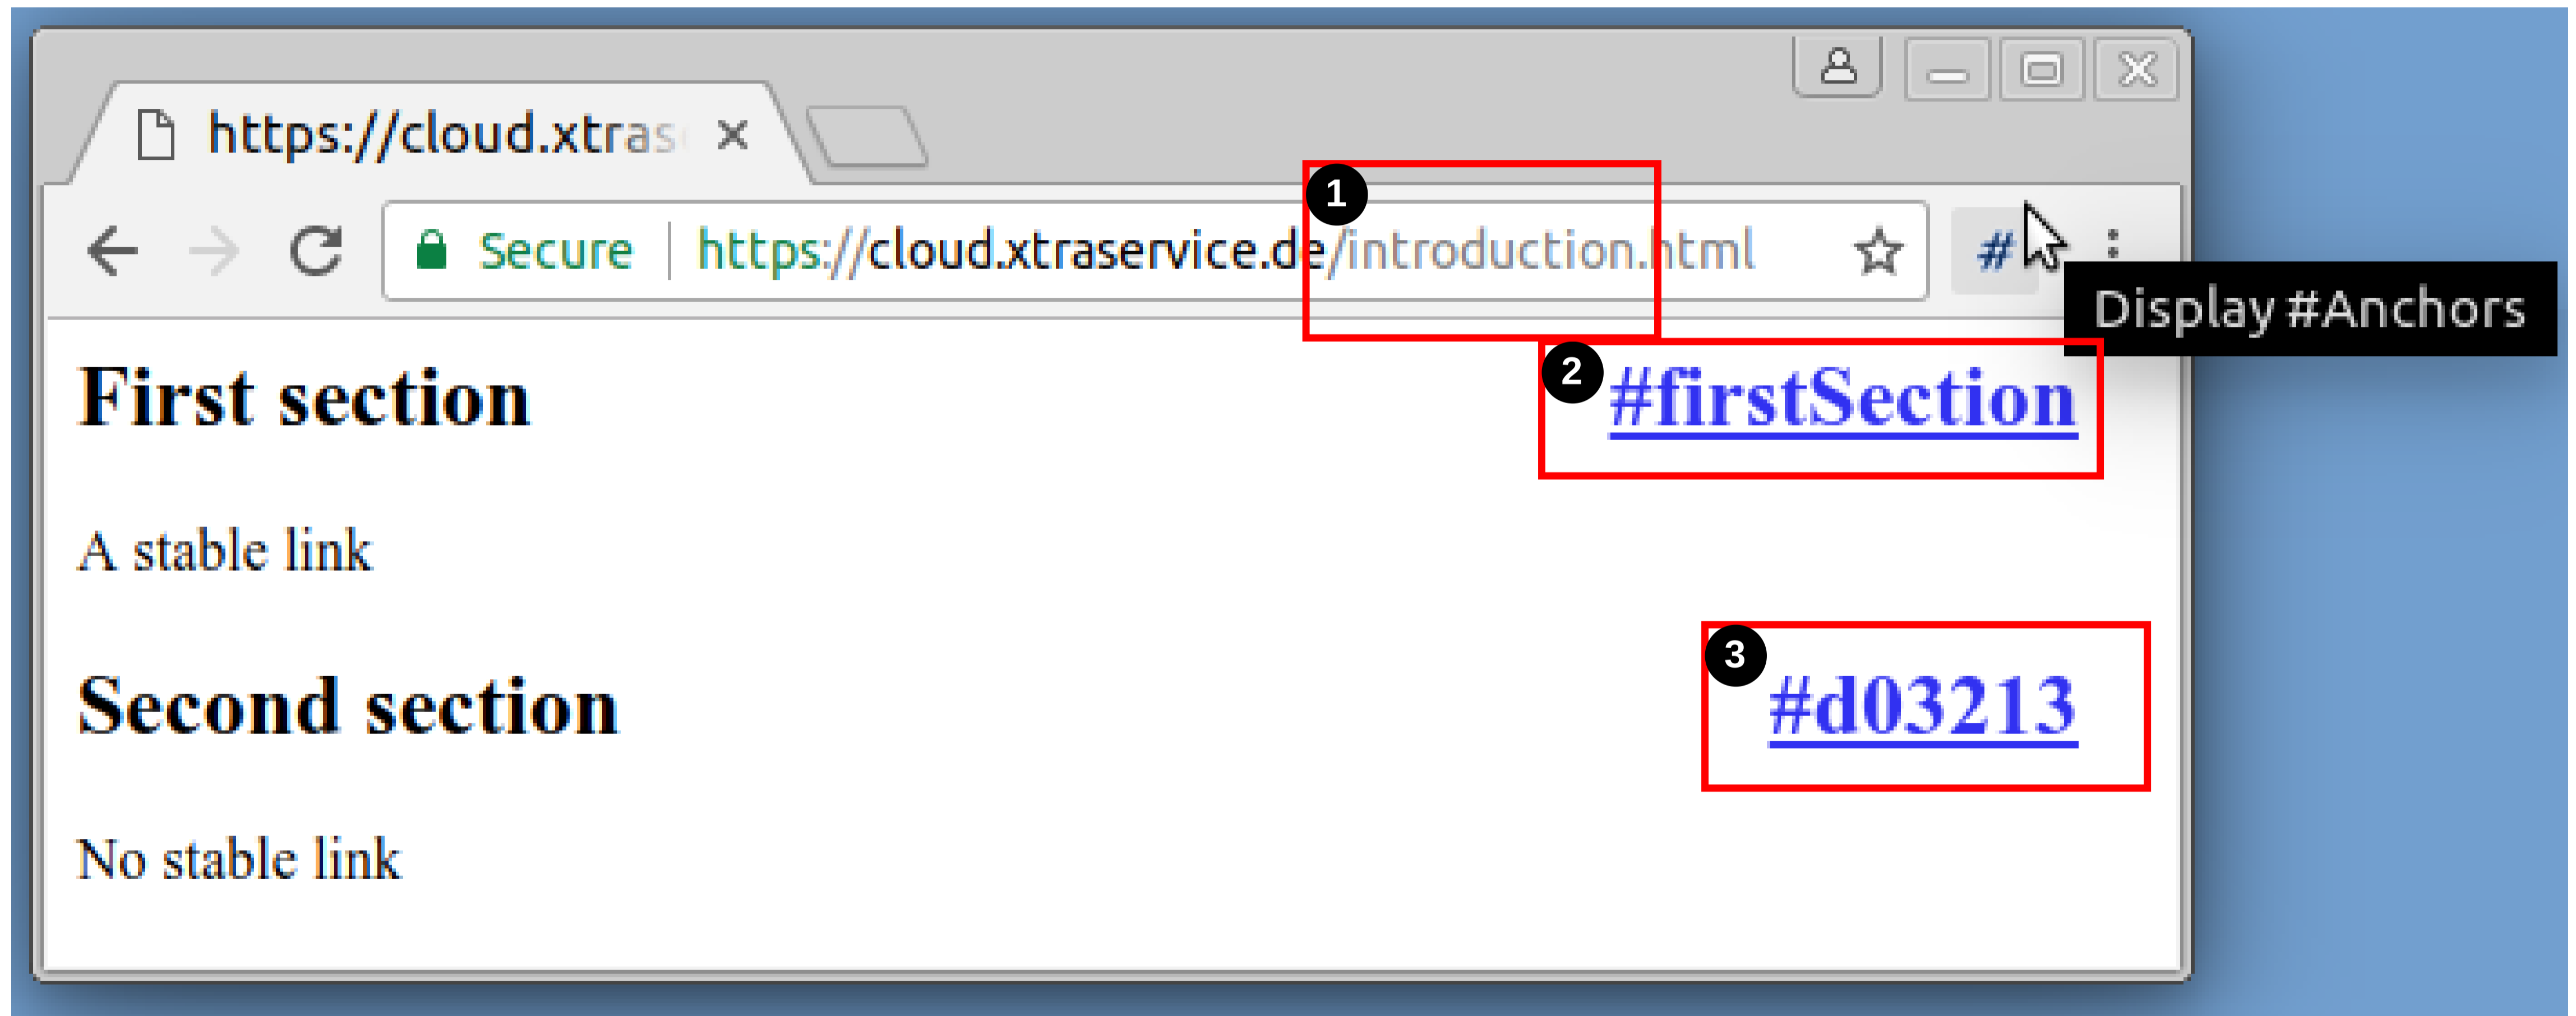 https://cloud.xtras
1
Secure https://cloud.xtraservice.de/introduction.html #
Display #Anchors
2
First section #firstSection
A stable link
3
Second section #d03213
No stable link